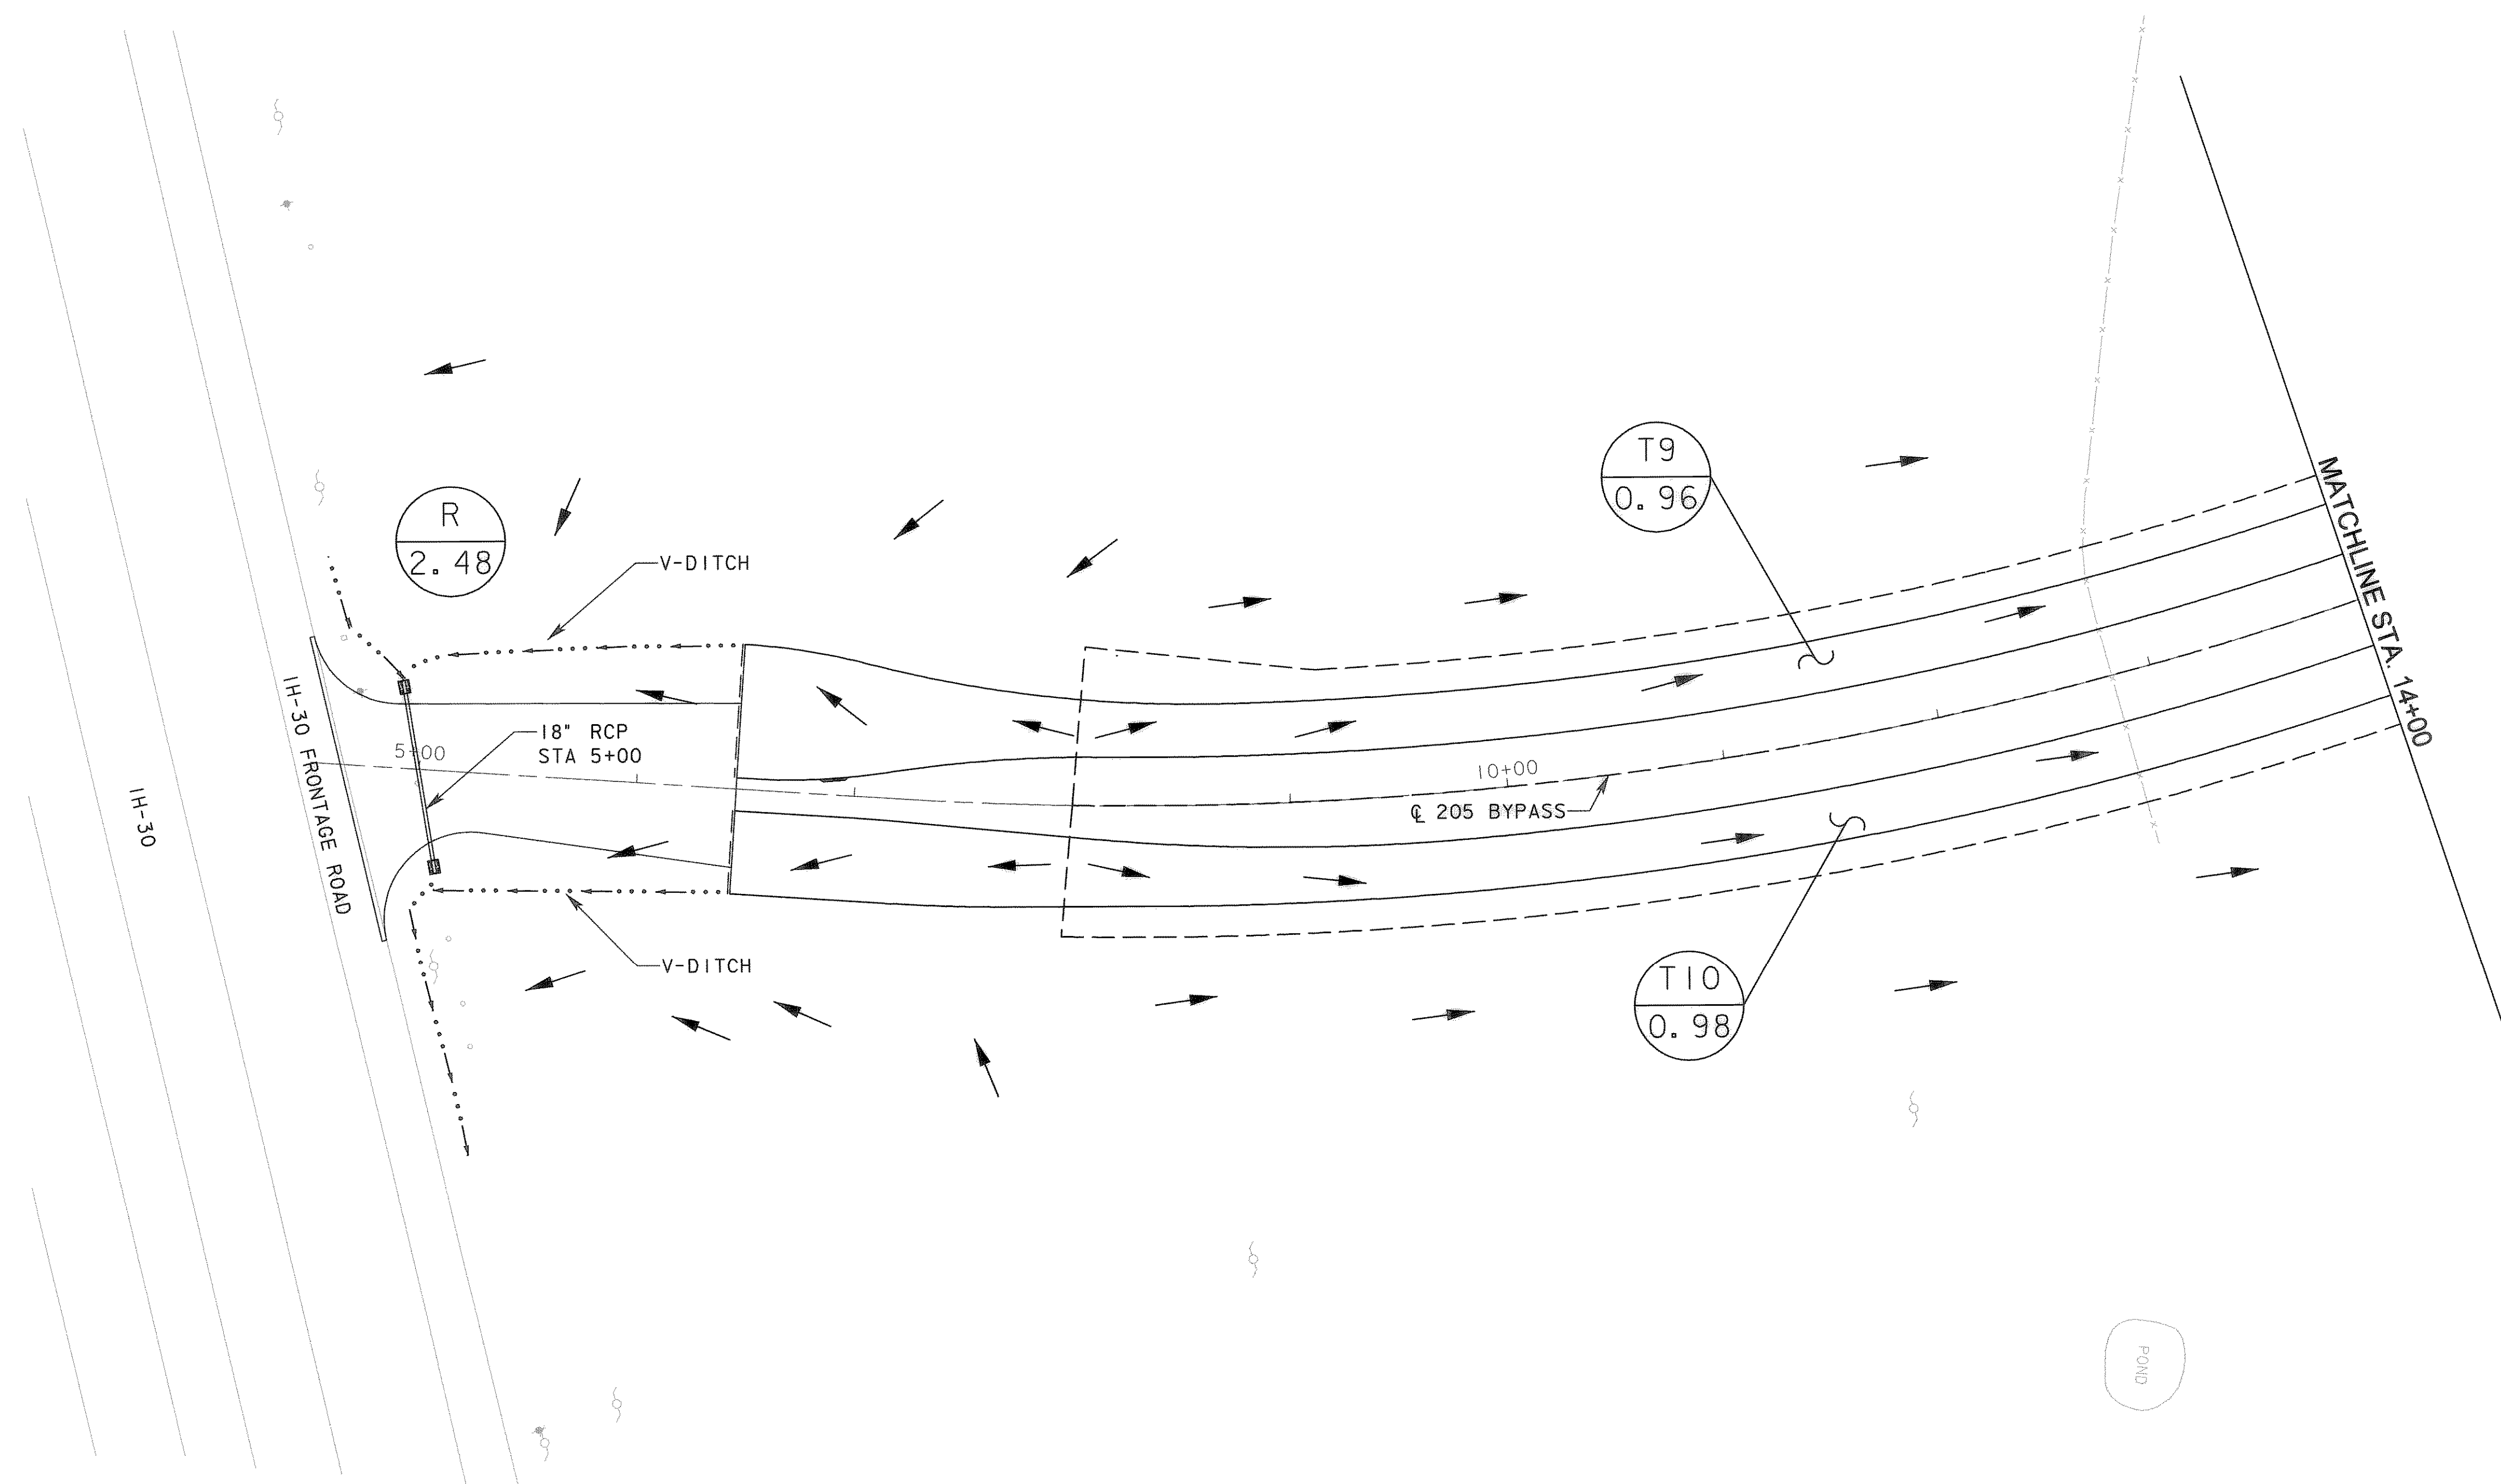 T9
0.96
R
2.48
V-DITCH
MATCHLINE STA. 14+00
IH-30 FRONTAGE ROAD
IH-30
18" RCP
STA 5+00
5+00
10+00
℄ 205 BYPASS
V-DITCH
T10
0.98
POND